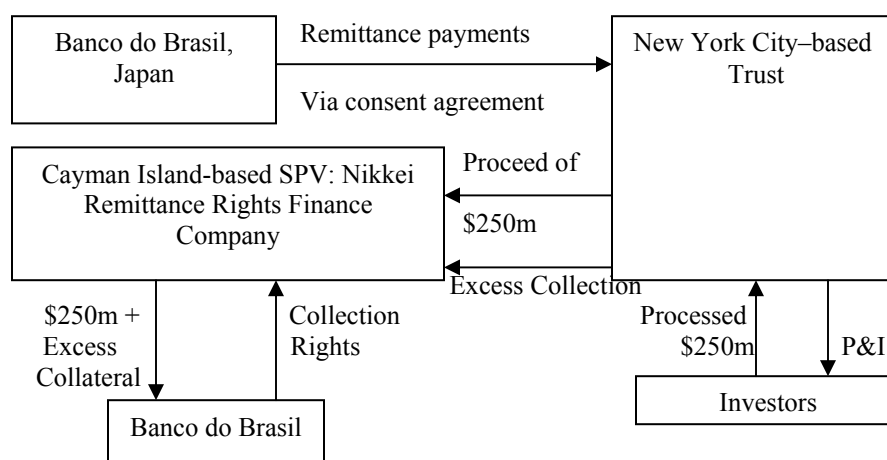 Banco do Brasil,
Japan
Remittance payments
Via consent agreement
New York City–based
Trust
Cayman Island-based SPV: Nikkei
Remittance Rights Finance
Company
Proceed of
$250m
Excess Collection
$250m +
Excess
Collateral
Collection
Rights
Processed
$250m
P&I
Banco do Brasil
Investors